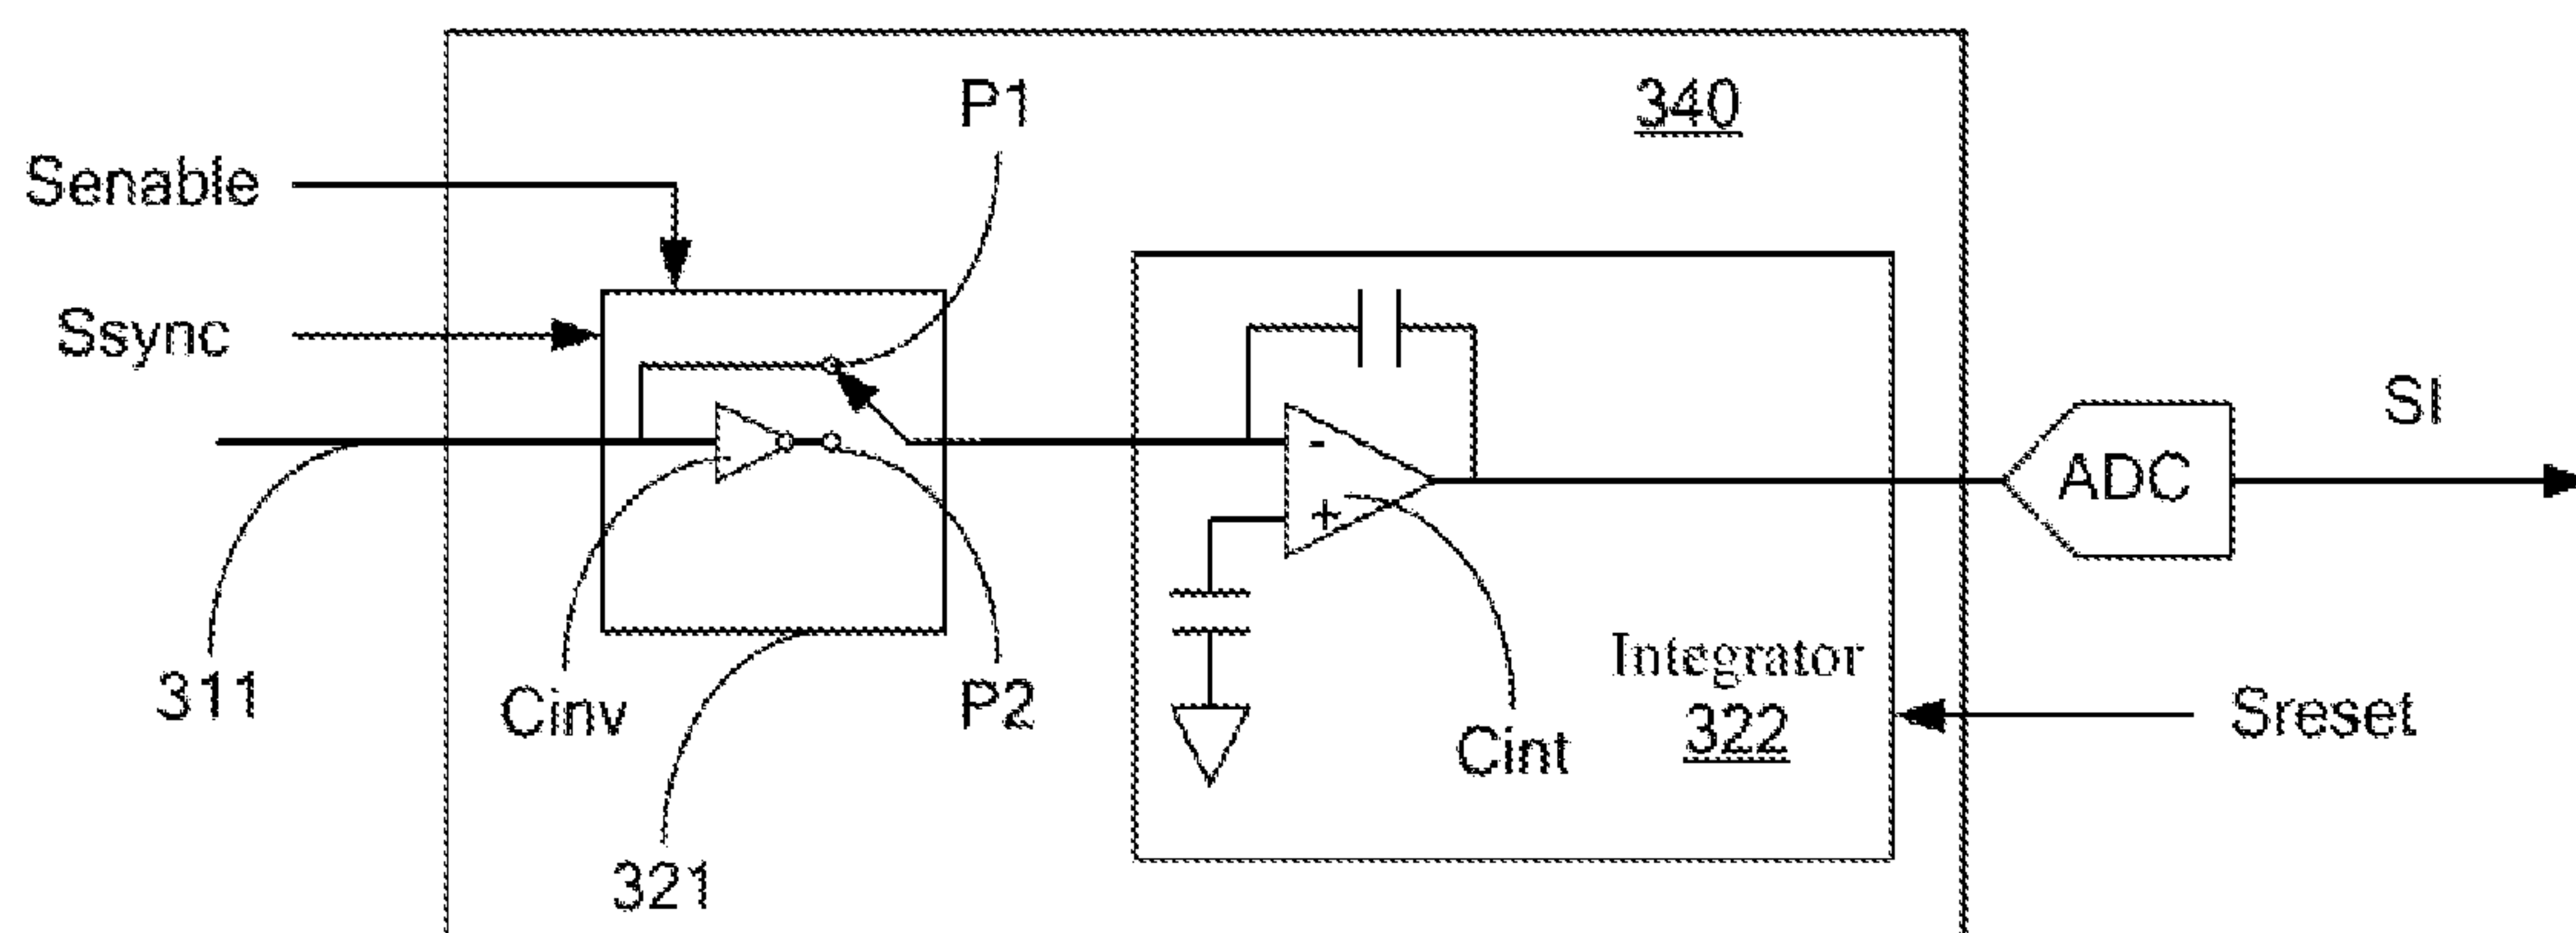 P1
340
Senable
Ssync
SI
ADC
-
+
311
Cinv
P2
Integrator
322
Cint
Sreset
321